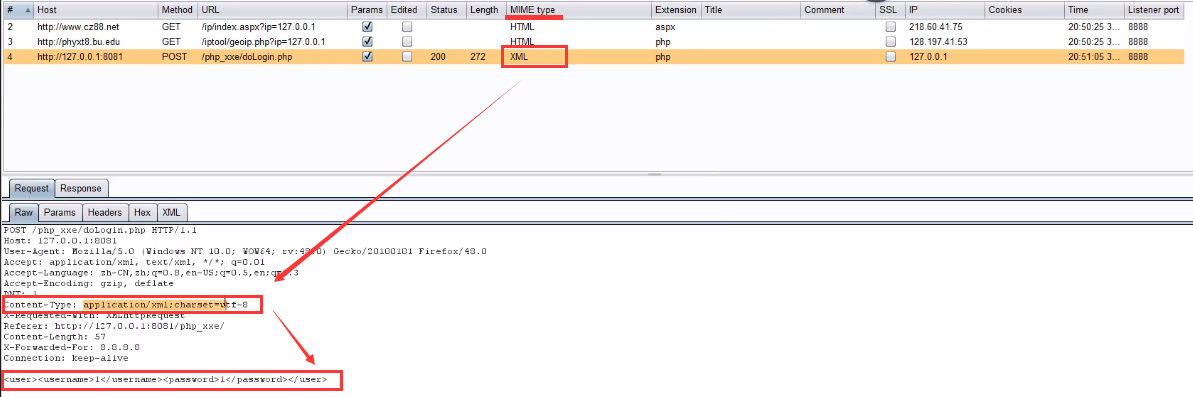 # Host Method URL Params Edited Status Length MIME type Extension Title Comment SSL IP Cookies Time Listener port
2 http://www.cz88.net GET /ip/index.aspx?ip=127.0.0.1 HTML aspx 218.60.41.75 20:50:25 3... 8888
3 http://phyxt8.bu.edu GET /iptool/geoip.php?ip=127.0.0.1 HTML php 128.197.41.53 20:50:25 3... 8888
4 http://127.0.0.1:8081 POST /php_xxe/doLogin.php 200 272 XML php 127.0.0.1 20:51:05 3... 8888
Request Response
Raw Params Headers Hex XML
POST /php_xxe/doLogin.php HTTP/1.1
Host: 127.0.0.1:8081
User-Agent: Mozilla/5.0 (Windows NT 10.0; WOW64; rv:48.0) Gecko/20100101 Firefox/48.0
Accept: application/xml, text/xml, */*; q=0.01
Accept-Language: zh-CN,zh;q=0.8,en-US;q=0.5,en;q=0.3
Accept-Encoding: gzip, deflate
DNT: 1
Content-Type: application/xml;charset=utf-8
X-Requested-With: XMLHttpRequest
Referer: http://127.0.0.1:8081/php_xxe/
Content-Length: 57
X-Forwarded-For: 8.8.8.8
Connection: keep-alive
<user><username>1</username><password>1</password></user>